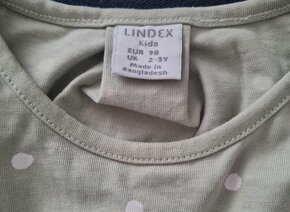 LINDEX
Kids
EUR 98
UK 2-3Y
Made in
Bangladesh